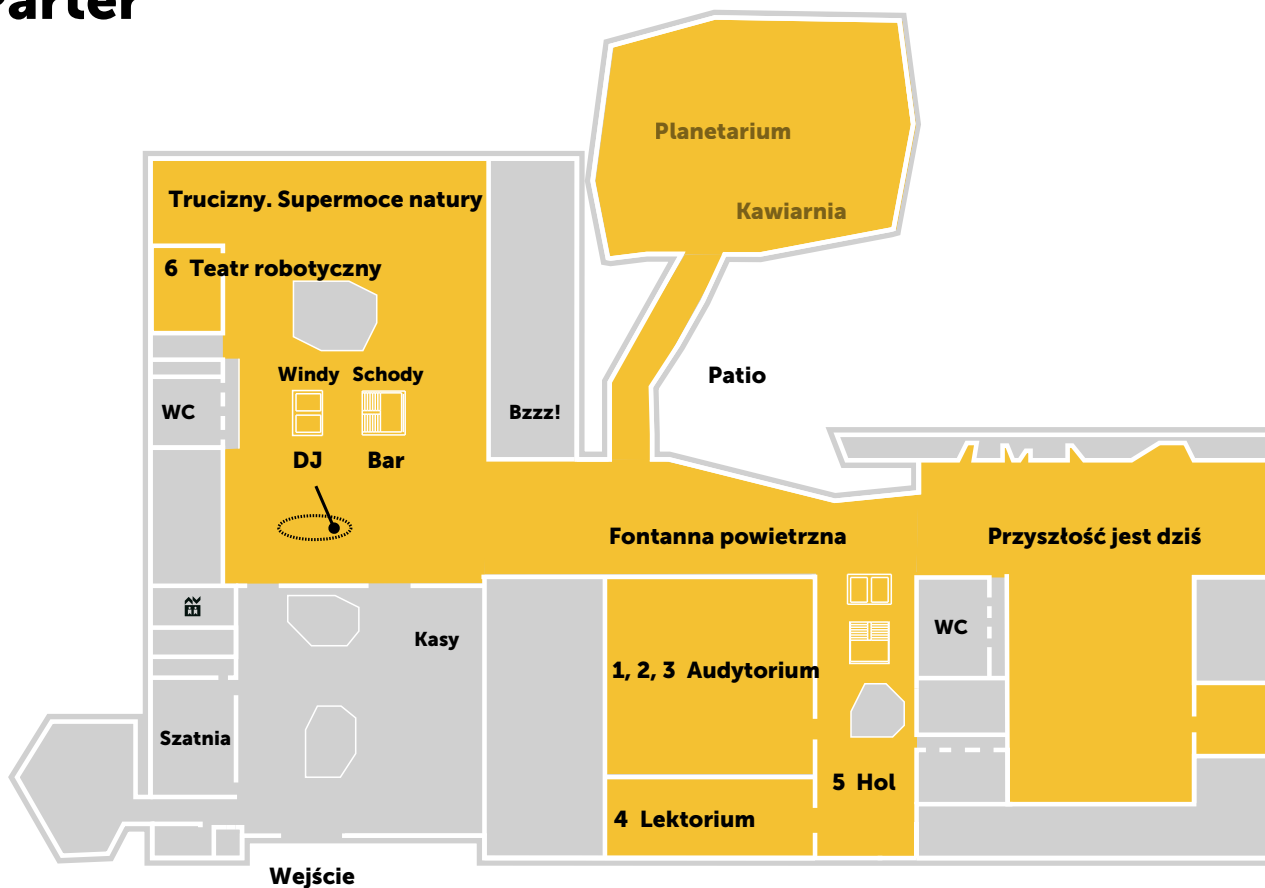 Parter
Planetarium
Kawiarnia
Trucizny. Supermoce natury
6 Teatr robotyczny
Windy Schody
Patio
WC
Bzzz!
DJ Bar
Fontanna powietrzna
Przyszłość jest dziś
Kasy
WC
1, 2, 3 Audytorium
Szatnia
5 Hol
4 Lektorium
Wejście